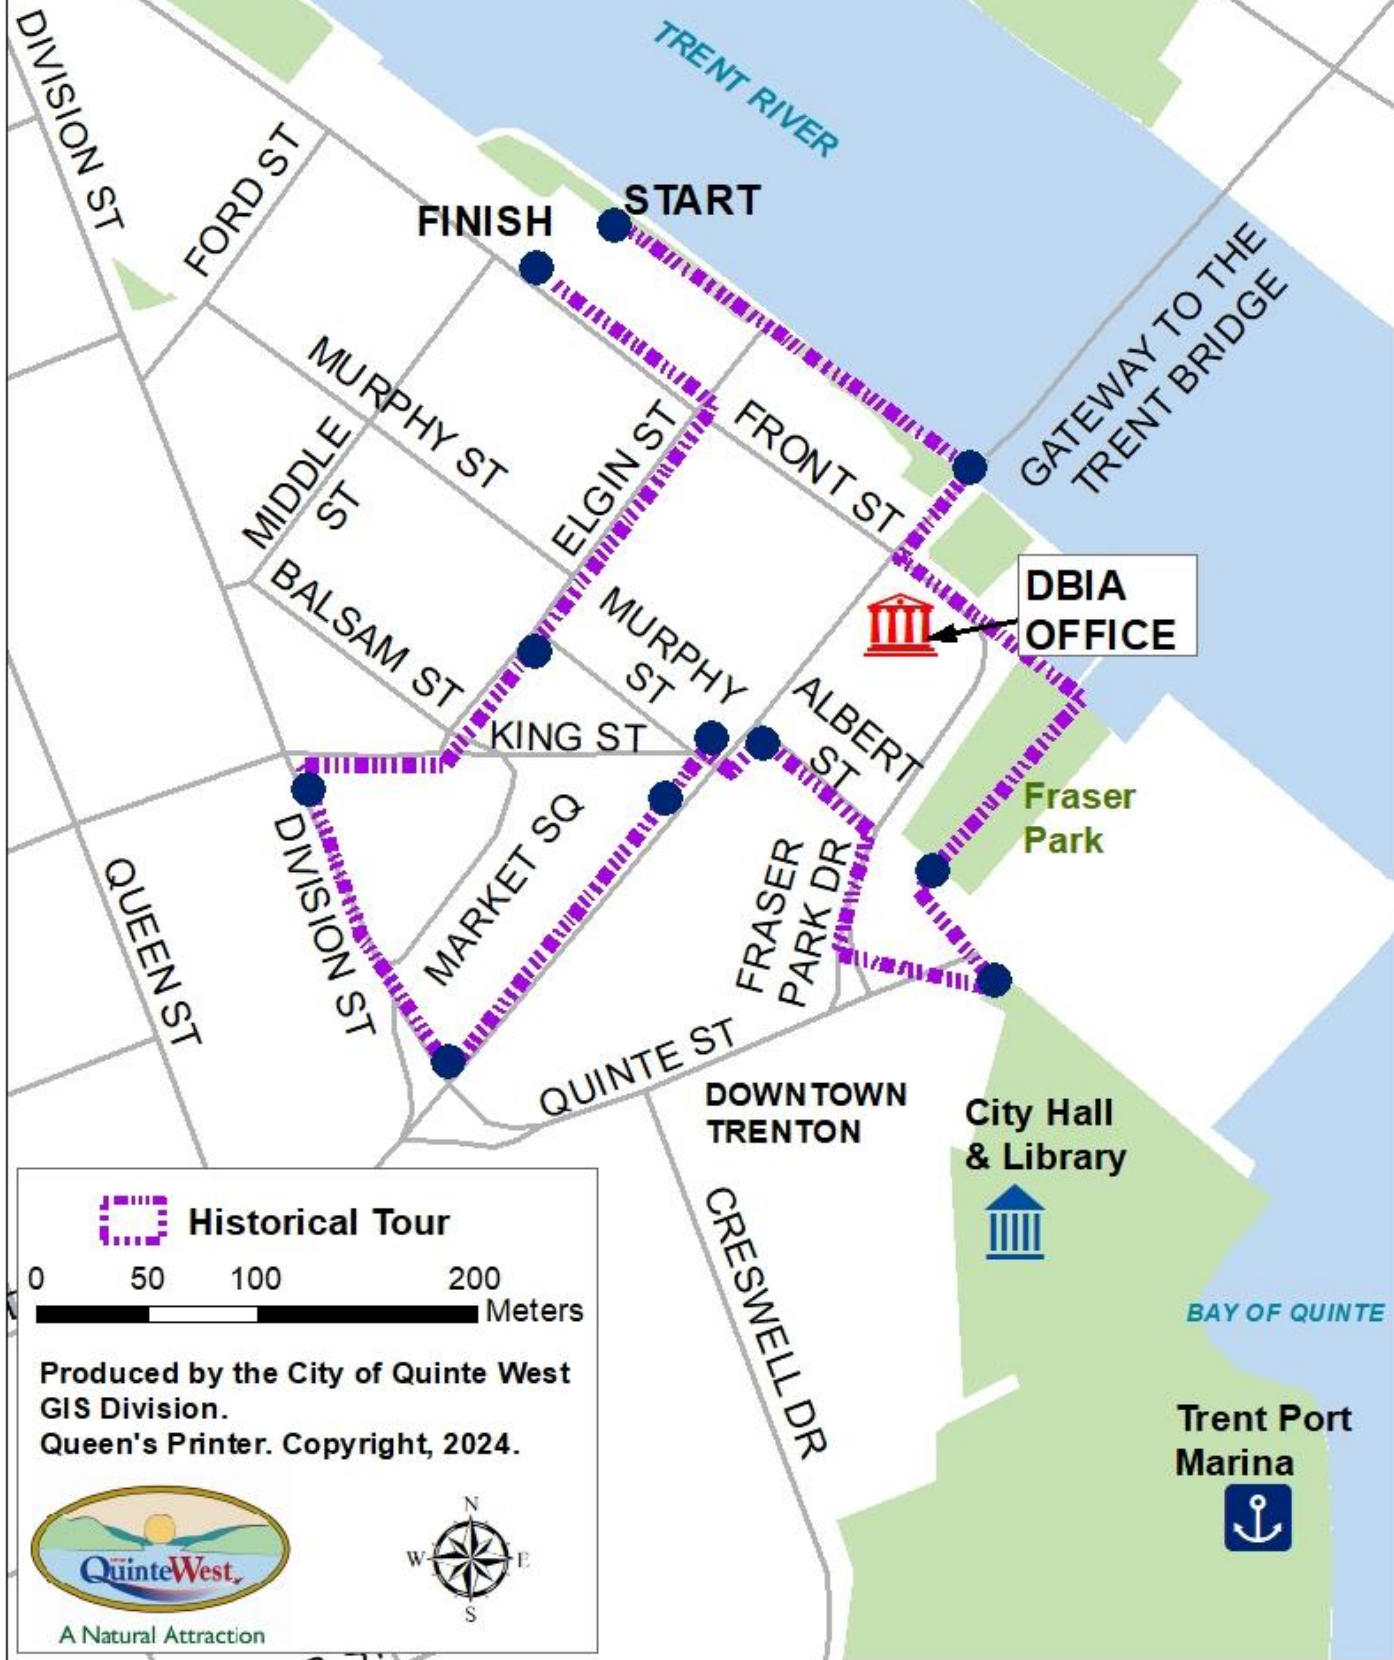 DIVISION ST
TRENT RIVER
FORD ST
START
FINISH
GATEWAY TO THE
TRENT BRIDGE
MURPHY ST
MIDDLE
ST
ELGIN ST
FRONT ST
DBIA
OFFICE
BALSAM ST
MURPHY
ST
KING ST
ALBERT
ST
Fraser
Park
MARKET SQ
DIVISION ST
QUEEN ST
FRASER
PARK DR
QUINTE ST
DOWNTOWN
TRENTON
City Hall
& Library
CRESWELL DR
BAY OF QUINTE
Trent Port
Marina
Historical Tour
0 50 100 200
Meters
Produced by the City of Quinte West
GIS Division.
Queen's Printer. Copyright, 2024.
QuinteWest
A Natural Attraction
N
W E
S